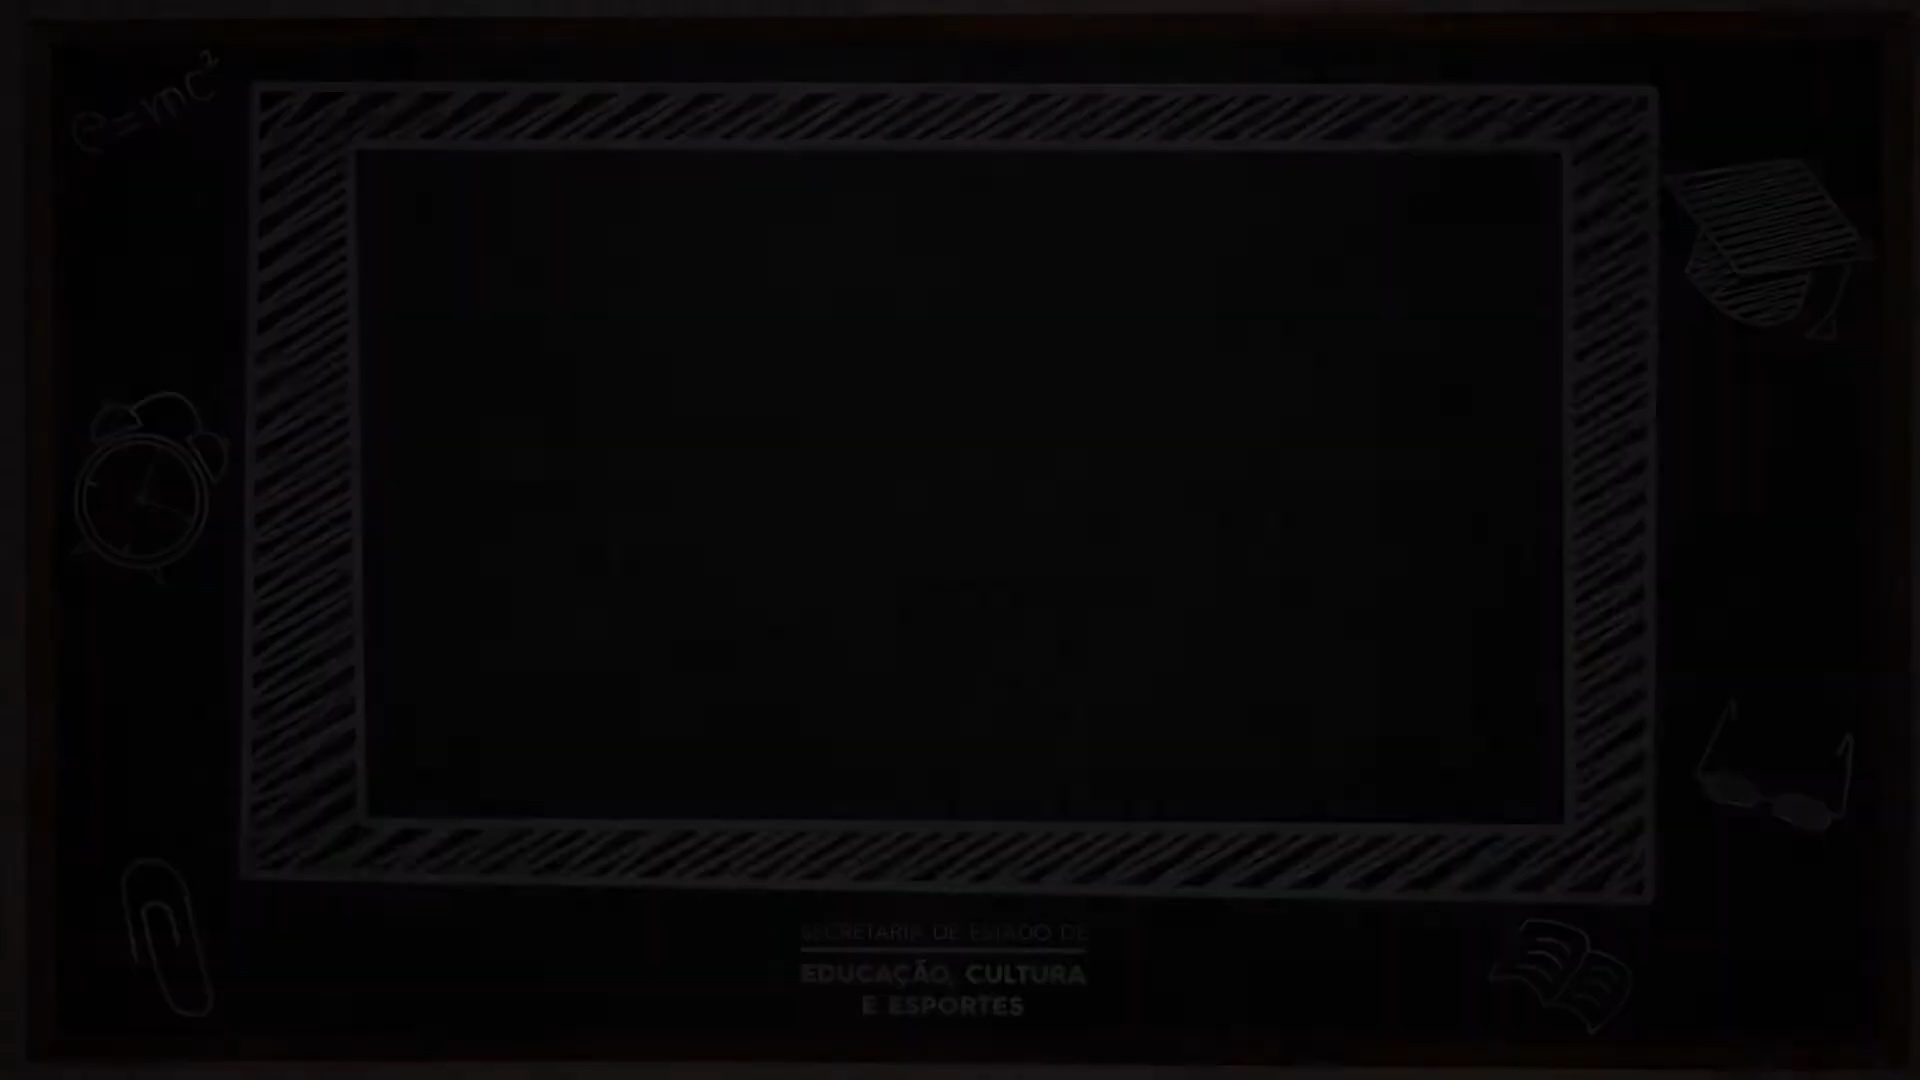 e=mc²
SECRETARIA DE ESTADO DE
EDUCAÇÃO, CULTURA
E ESPORTES